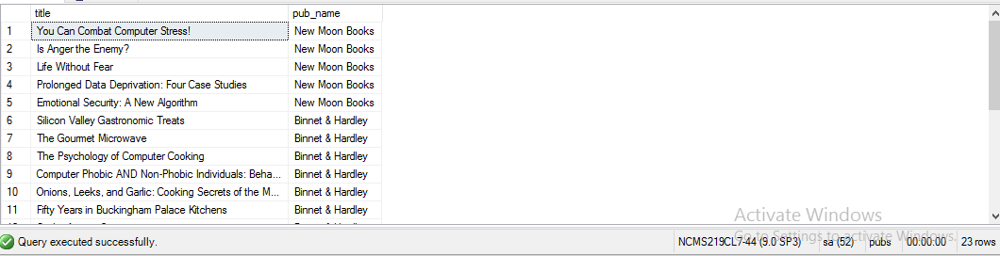 title pub_name
1 You Can Combat Computer Stress! New Moon Books
2 Is Anger the Enemy? New Moon Books
3 Life Without Fear New Moon Books
4 Prolonged Data Deprivation: Four Case Studies New Moon Books
5 Emotional Security: A New Algorithm New Moon Books
6 Silicon Valley Gastronomic Treats Binnet & Hardley
7 The Gourmet Microwave Binnet & Hardley
8 The Psychology of Computer Cooking Binnet & Hardley
9 Computer Phobic AND Non-Phobic Individuals: Beha... Binnet & Hardley
10 Onions, Leeks, and Garlic: Cooking Secrets of the M... Binnet & Hardley
11 Fifty Years in Buckingham Palace Kitchens Binnet & Hardley
Activate Windows
Go to Settings to activate Windows.
Query executed successfully. NCMS219CL7-44 (9.0 SP3) sa (52) pubs 00:00:00 23 rows